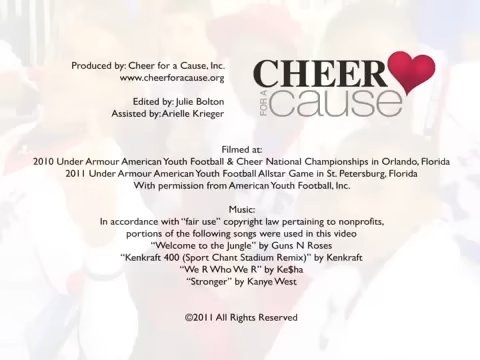 Produced by: Cheer for a Cause, Inc.
www.cheerforacause.org
Edited by: Julie Bolton
Assisted by: Arielle Krieger
CHEER
FOR A
cause
Filmed at:
2010 Under Armour American Youth Football & Cheer National Championships in Orlando, Florida
2011 Under Armour American Youth Football Allstar Game in St. Petersburg, Florida
With permission from American Youth Football, Inc.
Music:
In accordance with “fair use” copyright law pertaining to nonprofits,
portions of the following songs were used in this video
“Welcome to the Jungle” by Guns N Roses
“Kenkraft 400 (Sport Chant Stadium Remix)” by Kenkraft
“We R Who We R” by Ke$ha
“Stronger” by Kanye West
©2011 All Rights Reserved